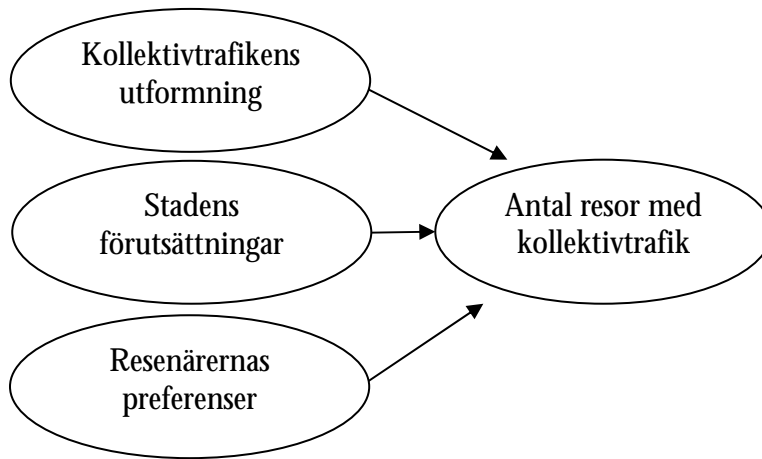 Kollektivtrafikens
utformning
Stadens
förutsättningar
Resenärernas
preferenser
Antal resor med
kollektivtrafik